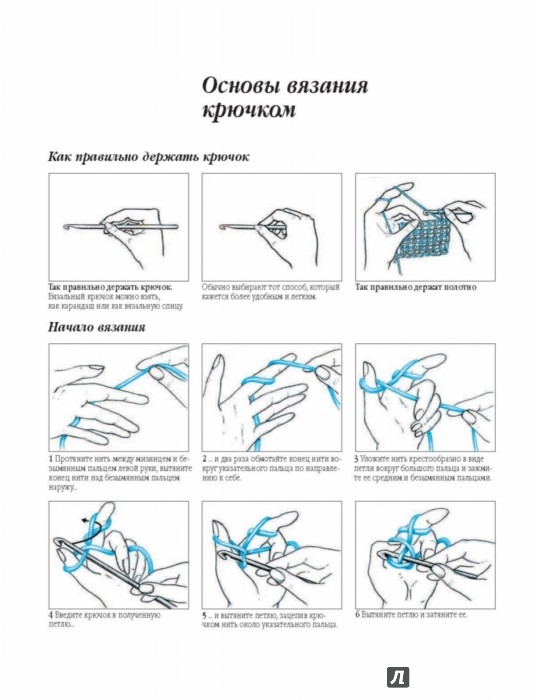 Основы вязания
крючком
Как правильно держать крючок
Так правильно держать крючок.
Вязальный крючок можно взять,
как карандаш или как вязальную спицу.
Обычно выбирают тот способ, который
кажется более удобным и легким.
Так правильно держат полотно
Начало вязания
1 Протяните нить между мизинцем и бе-
зымянным пальцем левой руки, вытяните
конец нити над безымянным пальцем
наружу..
2 .. и два раза обмотайте конец нити во-
круг указательного пальца по направле-
нию к себе.
3 Уложите нить крестообразно в виде
петли вокруг большого пальца и зажми-
те ее средним и безымянным пальцами.
4 Введите крючок в полученную
петлю..
5 .. и вытяните петлю, зацепив крю-
чком нить около указательного пальца.
6 Вытяните петлю и затяните ее.
Л